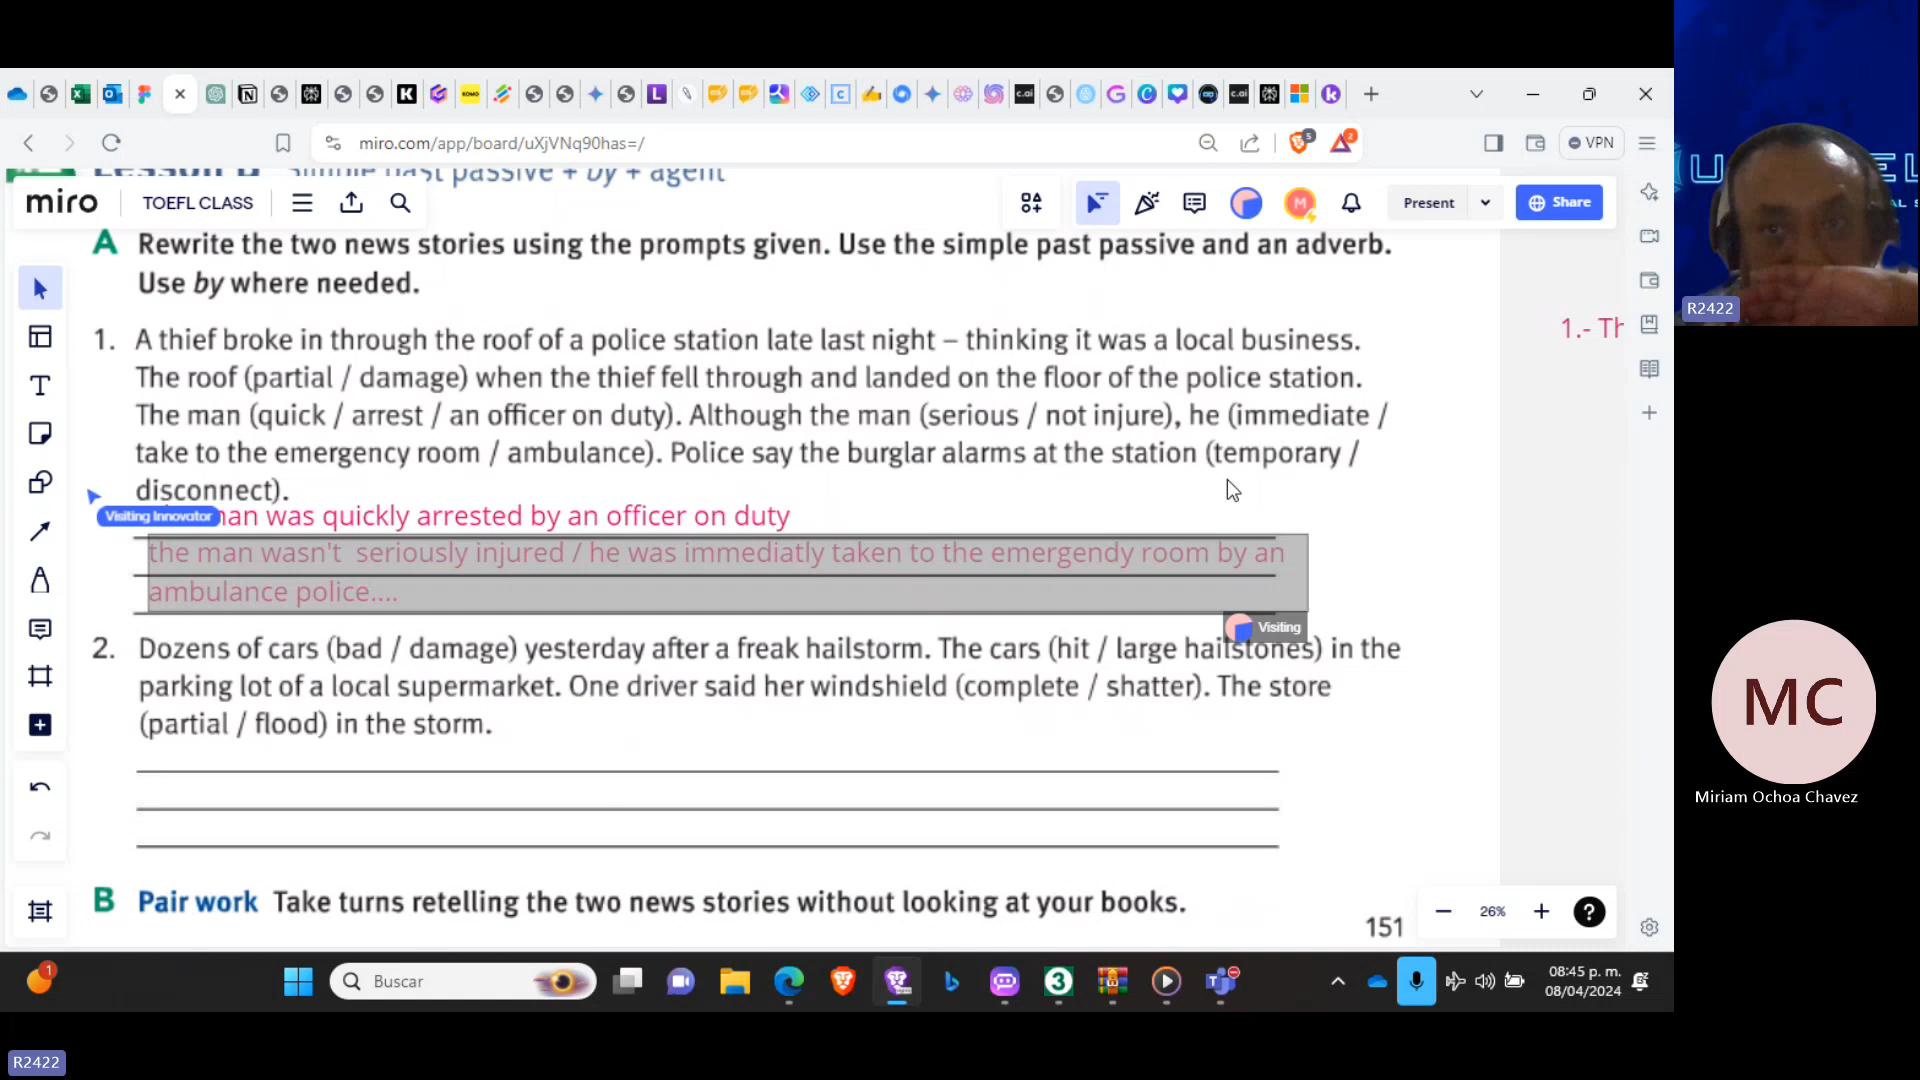 miro.com/app/board/uXjVNq90has=/
VPN
Simple past passive + by + agent
miro
TOEFL CLASS
Present
Share
A Rewrite the two news stories using the prompts given. Use the simple past passive and an adverb.
Use by where needed.
1. A thief broke in through the roof of a police station late last night – thinking it was a local business.
The roof (partial / damage) when the thief fell through and landed on the floor of the police station.
The man (quick / arrest / an officer on duty). Although the man (serious / not injure), he (immediate /
take to the emergency room / ambulance). Police say the burglar alarms at the station (temporary /
disconnect).
Visiting Innovator
man was quickly arrested by an officer on duty
the man wasn't seriously injured / he was immediatly taken to the emergendy room by an
ambulance police....
Visiting
2. Dozens of cars (bad / damage) yesterday after a freak hailstorm. The cars (hit / large hailstones) in the
parking lot of a local supermarket. One driver said her windshield (complete / shatter). The store
(partial / flood) in the storm.
B Pair work Take turns retelling the two news stories without looking at your books.
151
26%
1.- Th
Buscar
08:45 p. m.
08/04/2024
R2422
MC
Miriam Ochoa Chavez
R2422